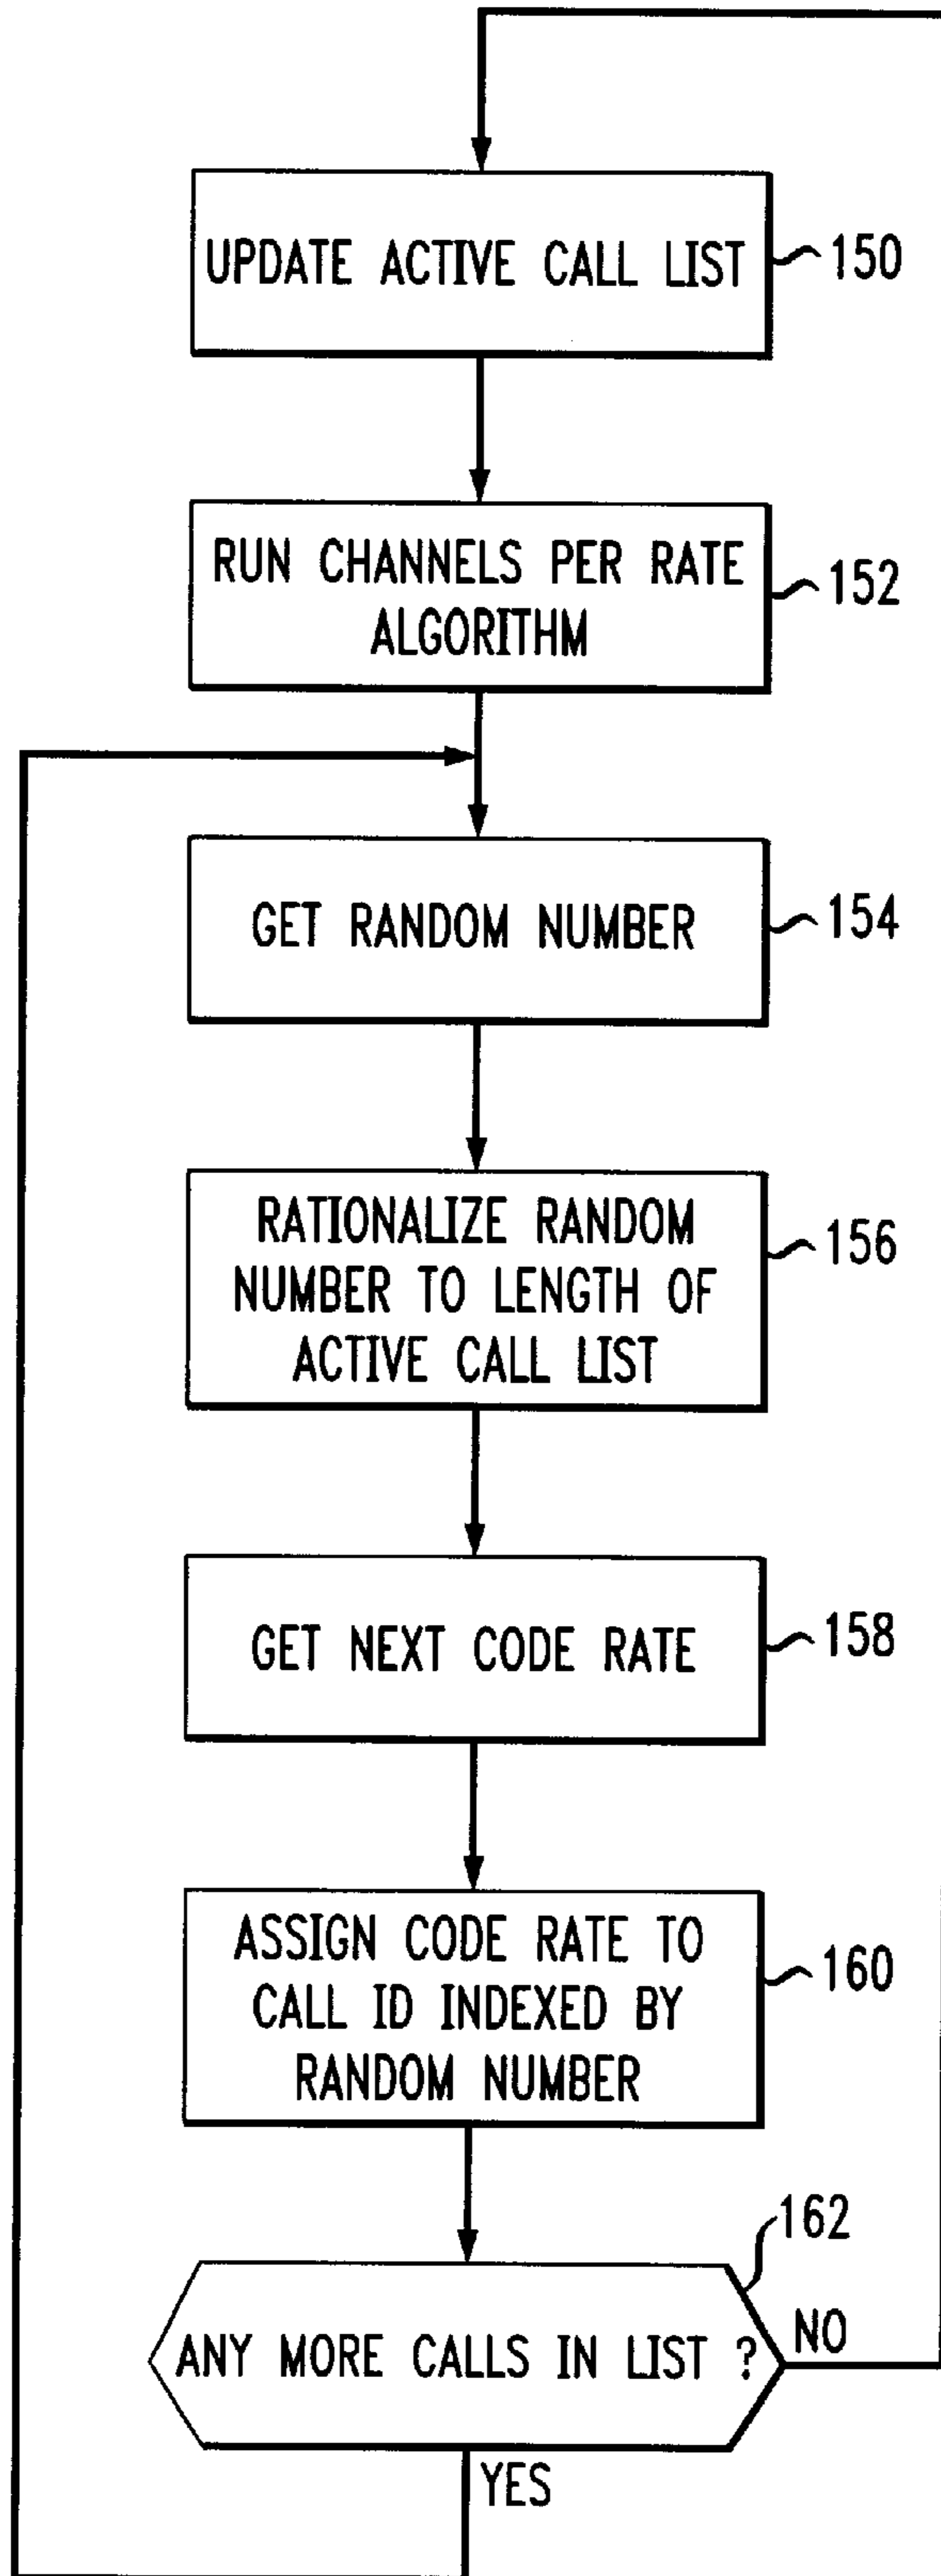 UPDATE ACTIVE CALL LIST
150
RUN CHANNELS PER RATE
ALGORITHM
152
GET RANDOM NUMBER
154
RATIONALIZE RANDOM
NUMBER TO LENGTH OF
ACTIVE CALL LIST
156
GET NEXT CODE RATE
158
ASSIGN CODE RATE TO
CALL ID INDEXED BY
RANDOM NUMBER
160
162
ANY MORE CALLS IN LIST ?
NO
YES